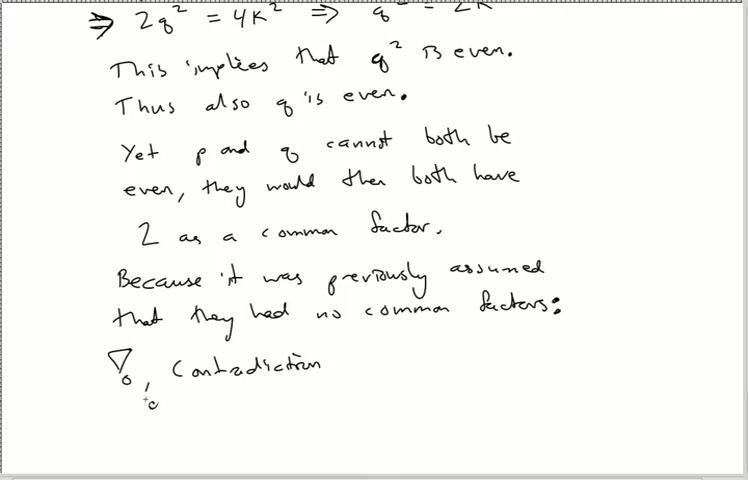 ⇒ 2q² = 4k² ⇒ q² = 2k
This implies that q² is even.
Thus also q is even.
Yet p and q cannot both be
even, they would then both have
2 as a common factor.
Because it was previously assumed
that they had no common factors:
, Contradiction